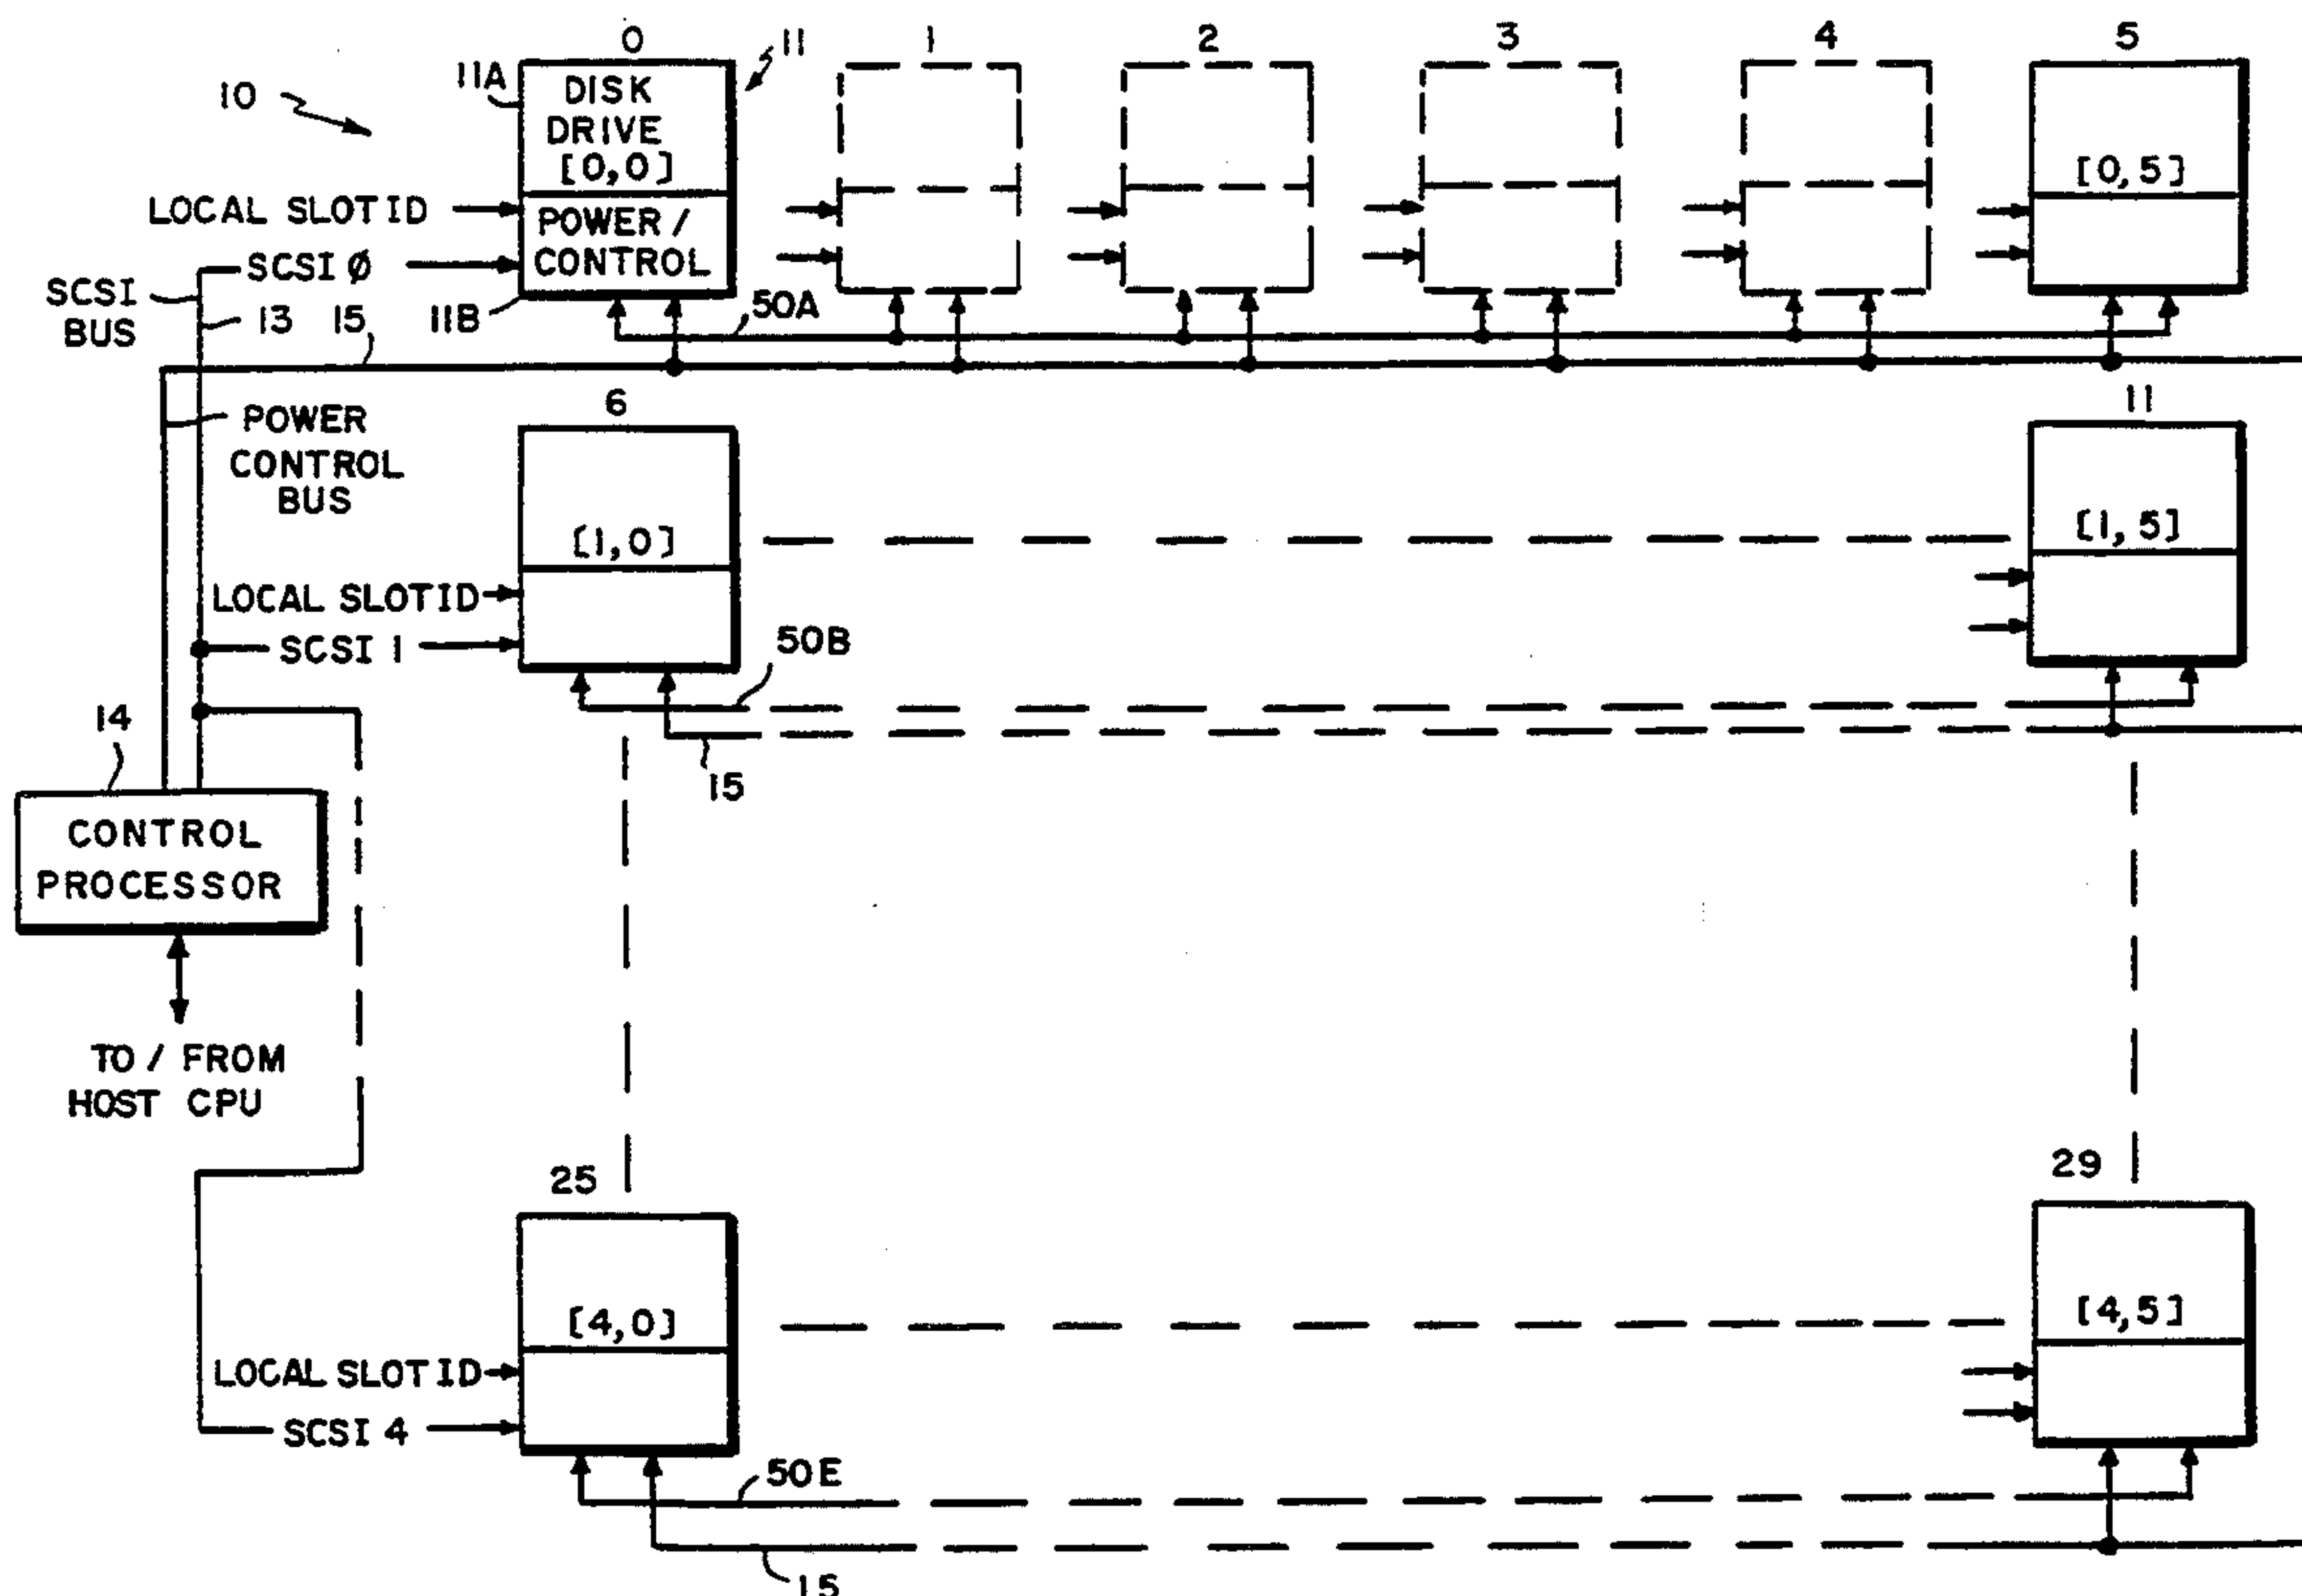 0
1
2
3
4
5
11
11A
DISK
DRIVE
[0,0]
[0,5]
10
LOCAL SLOT ID
POWER /
CONTROL
SCSI Ø
SCSI
BUS
13
15
11B
50A
6
11
POWER
CONTROL
BUS
[1,0]
[1,5]
LOCAL SLOT ID
SCSI 1
50B
15
14
CONTROL
PROCESSOR
TO / FROM
HOST CPU
25
29
[4,0]
[4,5]
LOCAL SLOT ID
SCSI 4
50E
15